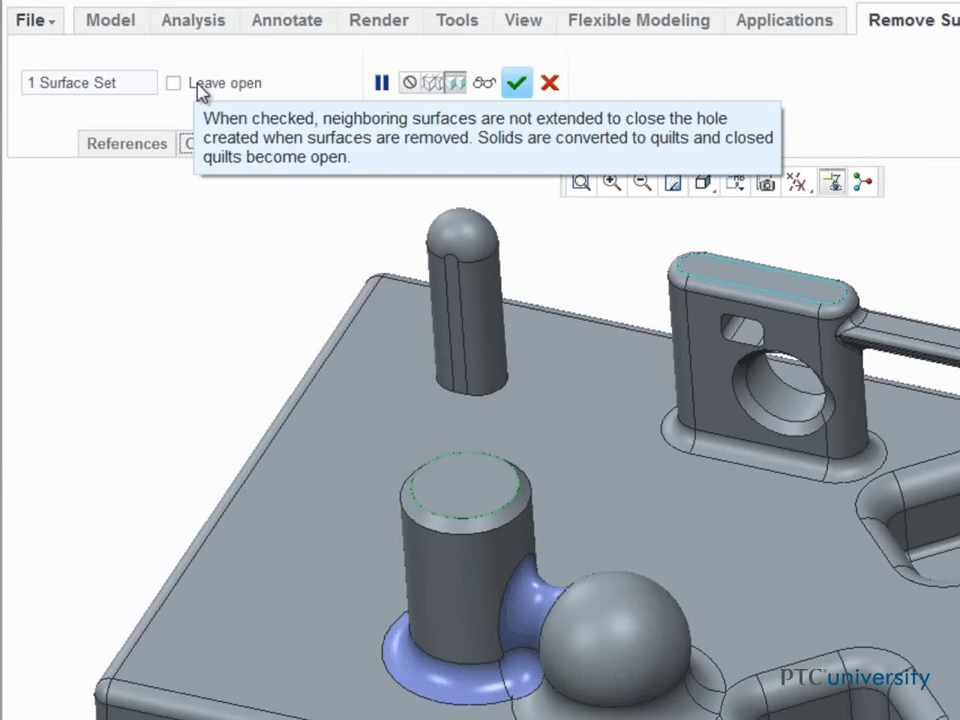 File Model Analysis Annotate Render Tools View Flexible Modeling Applications Remove Su
1 Surface Set Leave open
When checked, neighboring surfaces are not extended to close the hole
created when surfaces are removed. Solids are converted to quilts and closed
quilts become open.
References
PTC university